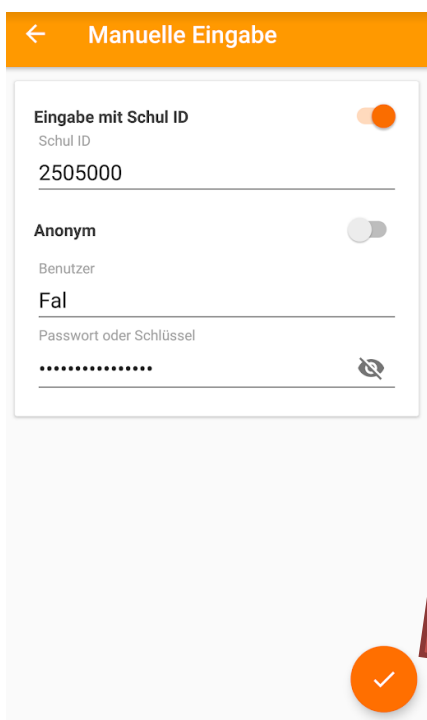 Manuelle Eingabe
Eingabe mit Schul ID
Schul ID
2505000
Anonym
Benutzer
Fal
Passwort oder Schlüssel
••••••••••••••••